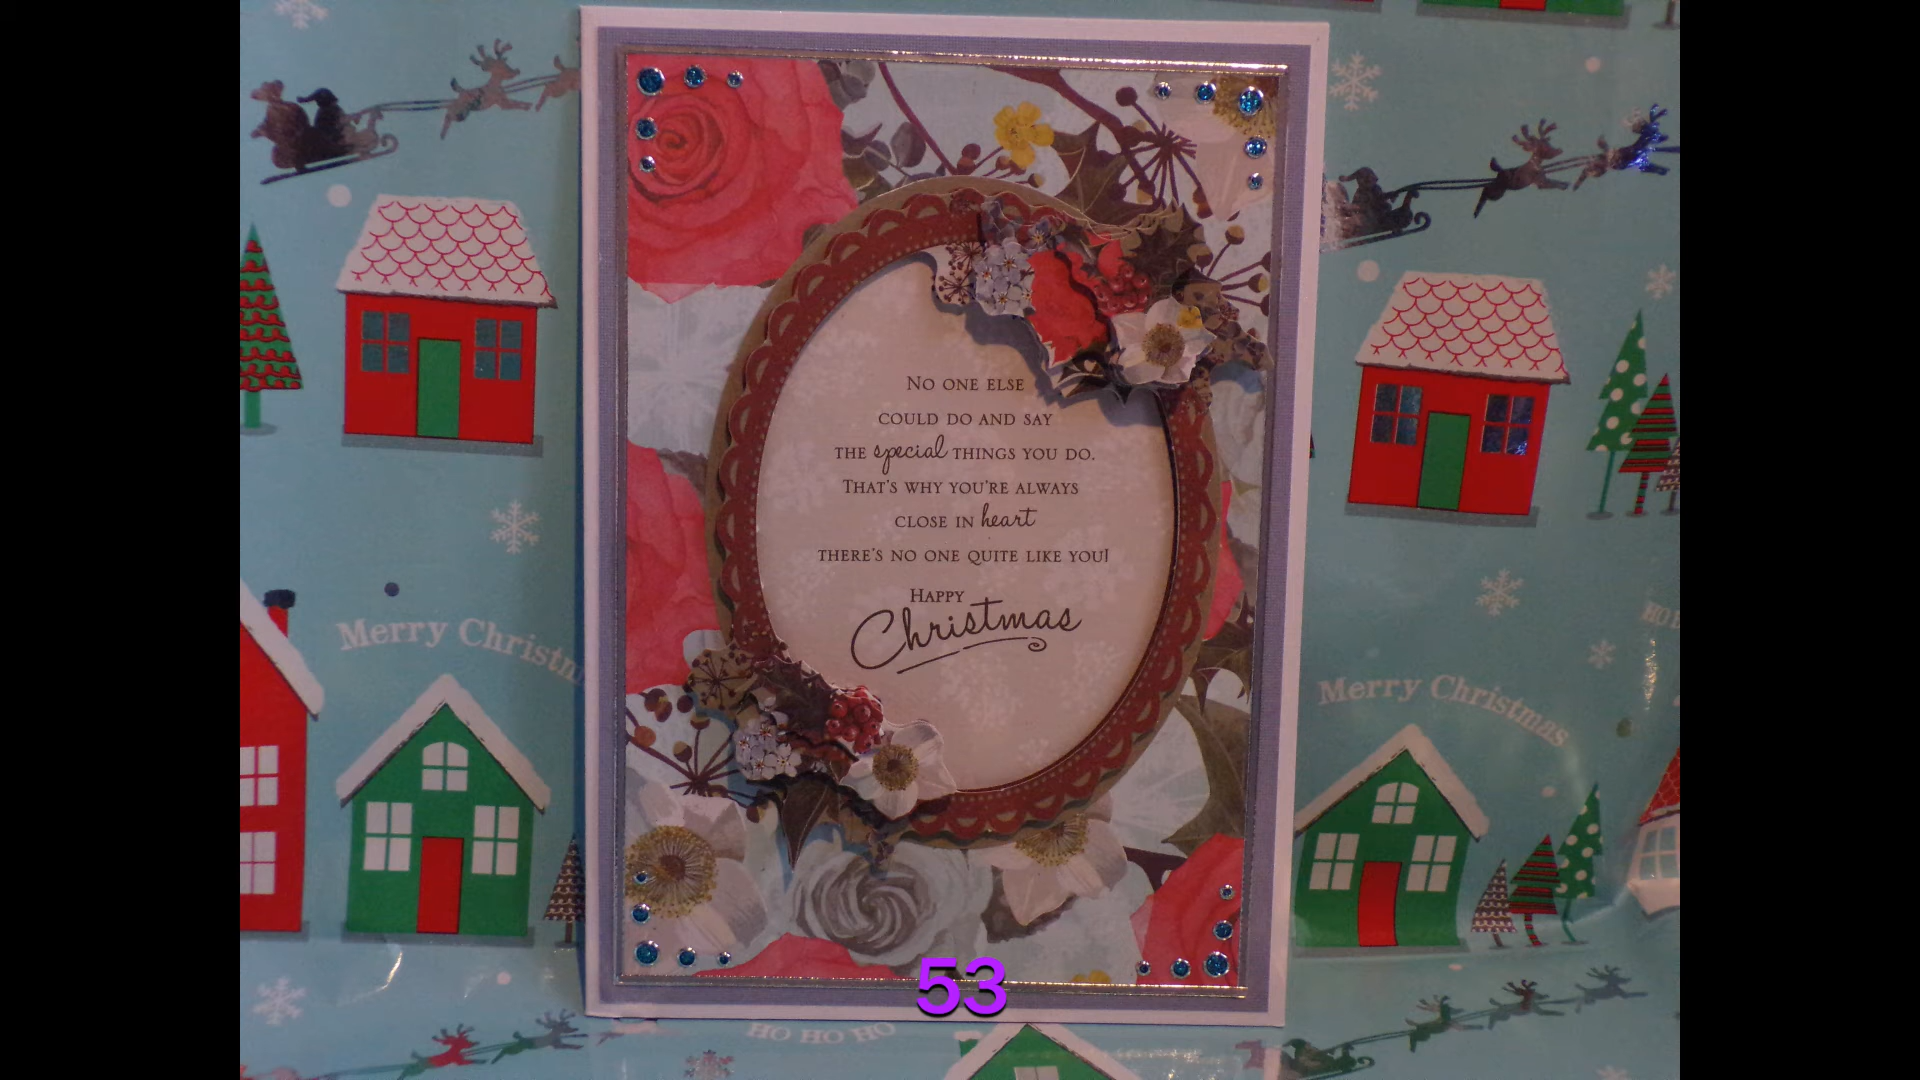 NO ONE ELSE
COULD DO AND SAY
THE special THINGS YOU DO.
THAT'S WHY YOU'RE ALWAYS
CLOSE IN heart
THERE'S NO ONE QUITE LIKE YOU!
HAPPY
Christmas
Merry Christm
Merry Christmas
HO HO HO
53